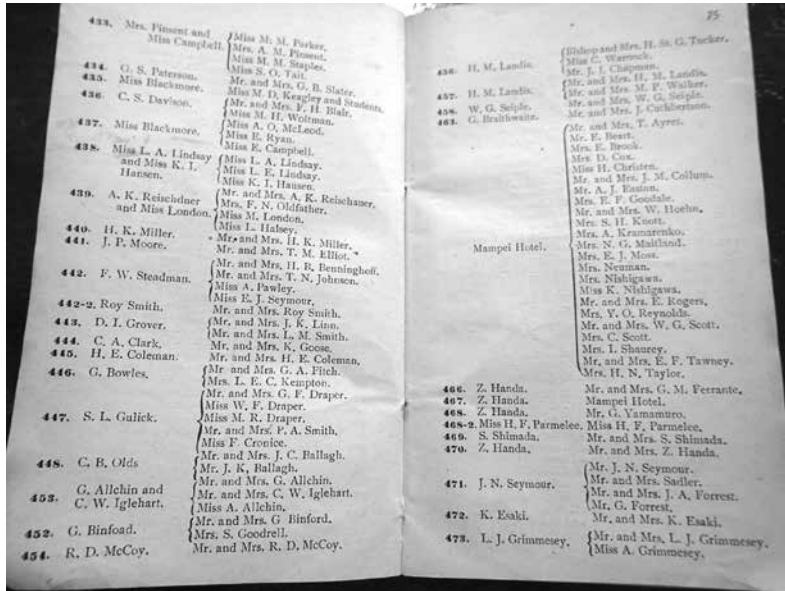 433. Mrs. Pinsent and Miss Campbell.
Miss M. M. Parker.
Mrs. A. M. Pinsent.
Miss M. M. Staples.
Miss S. O. Tait.
434. G. S. Paterson. Mr. and Mrs. G. B. Slater.
435. Miss Blackmore. Miss M. D. Keagley and Students.
436. C. S. Davison. Mr. and Mrs. F. H. Blair.
Miss M. H. Woltman.
437. Miss Blackmore. Miss A. O. McLeod.
Miss E. Ryan.
Miss E. Campbell.
438. Miss L. A. Lindsay and Miss K. I. Hansen.
Miss L. A. Lindsay.
Miss L. E. Lindsay.
Miss K. I. Hansen.
439. A. K. Reischdner and Miss London.
Mr. and Mrs. A. K. Reischauer.
Mrs. F. N. Oldfather.
Miss M. London.
Miss L. Halsey.
440. H. K. Miller. Mr. and Mrs. H. K. Miller.
441. J. P. Moore. Mr. and Mrs. T. M. Elliot.
442. F. W. Steadman. Mr. and Mrs. H. B. Benninghoff.
Mr. and Mrs. T. N. Johnson.
Miss A. Pawley.
Miss E. J. Seymour.
442-2. Roy Smith. Mr. and Mrs. Roy Smith.
443. D. I. Grover. Mr. and Mrs. J. K. Linn.
Mr. and Mrs. L. M. Smith.
444. C. A. Clark. Mr. and Mrs. K. Goose.
445. H. E. Coleman. Mr. and Mrs. H. E. Coleman.
446. G. Bowles. Mr. and Mrs. G. A. Fitch.
Mrs. L. E. C. Kempton.
447. S. L. Gulick. Mr. and Mrs. G. F. Draper.
Miss W. F. Draper.
Miss M. R. Draper.
Mr. and Mrs. P. A. Smith.
Miss F. Cronice.
448. C. B. Olds Mr. and Mrs. J. C. Ballagh.
Mr. J. K. Ballagh.
453. G. Allchin and C. W. Iglehart.
Mr. and Mrs. G. Allchin.
Mr. and Mrs. C. W. Iglehart.
Miss A. Allchin.
452. G. Binfoad. Mr. and Mrs. G Binford.
Mrs. S. Goodrell.
454. R. D. McCoy. Mr. and Mrs. R. D. McCoy.
75
456. H. M. Landis. Bishop and Mrs. H. St. G. Tucker.
Miss C. Warnock.
Mr. J. J. Chapman.
457. H. M. Landis. Mr. and Mrs. H. M. Landis.
Mr. and Mrs. M. P. Walker.
458. W. G. Seiple. Mr. and Mrs. W. G. Seiple.
463. G. Braithwaite. Mr. and Mrs. J. Cuthbertson.
Mampei Hotel.
Mr. and Mrs. T. Ayres.
Mr. E. Beart.
Mrs. E. Brook.
Mrs. D. Cox.
Miss H. Christen.
Mr. and Mrs. J. M. Collum.
Mr. A. J. Easton.
Mrs. E. F. Goodale.
Mr. and Mrs. W. Hoehn.
Mrs. S. H. Knott.
Mrs. A. Kramarenko.
Mrs. N. G. Maitland.
Mrs. E. J. Moss.
Mrs. Neuman.
Mrs. Nishigawa.
Miss K. Nishigawa.
Mr. and Mrs. E. Rogers.
Mrs. Y. O. Reynolds.
Mr. and Mrs. W. G. Scott.
Mrs. C. Scott.
Mrs. I. Shaurey.
Mr. and Mrs. E. F. Tawney.
Mrs. H. N. Taylor.
466. Z. Handa. Mr. and Mrs. G. M. Ferrante.
467. Z. Handa. Mampei Hotel.
468. Z. Handa. Mr. G. Yamamuro.
468-2. Miss H. F. Parmelee. Miss H. F. Parmelee.
469. S. Shimada. Mr. and Mrs. S. Shimada.
470. Z. Handa. Mr. and Mrs. Z. Handa.
471. J. N. Seymour. Mr. J. N. Seymour.
Mr. and Mrs. Sadler.
Mr. and Mrs. J. A. Forrest.
Mr. G. Forrest.
472. K. Esaki. Mr. and Mrs. K. Esaki.
473. L. J. Grimmesey. Mr. and Mrs. L. J. Grimmesey.
Miss A. Grimmesey.